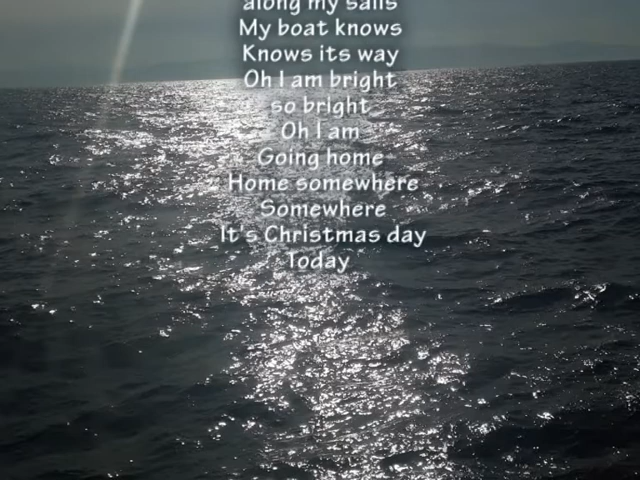 along my sails
My boat knows
Knows its way
Oh I am bright
so bright
Oh I am
Going home
Home somewhere
Somewhere
It's Christmas day
Today